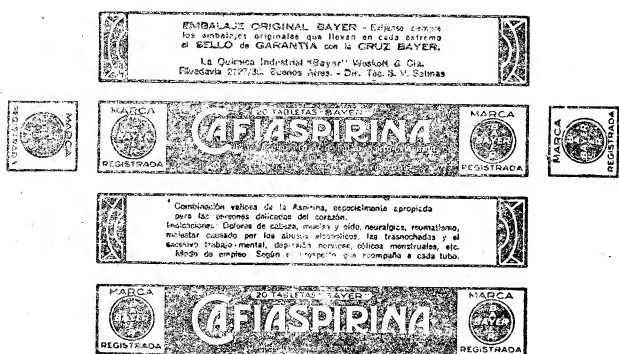 EMBALAJE ORIGINAL BAYER - Exíjanse siempre
los embalajes originales que llevan en cada extremo
el SELLO de GARANTIA con la CRUZ BAYER.
La Química Industrial "Bayer" Weskott & Cía.
Rivadavia 2127/35. Buenos Aires. - Dir. Téc. S. V. Salinas
MARCA
REGISTRADA
MARCA
BAYER
REGISTRADA
20 TABLETAS "BAYER"
CAFIASPIRINA
MARCA
BAYER
REGISTRADA
MARCA
BAYER
REGISTRADA
Combinación valiosa de la Aspirina, especialmente apropiada
para las personas delicadas del corazón.
Indicaciones: Dolores de cabeza, muelas y oído, neuralgias, reumatismo,
malestar causado por los abusos alcohólicos, las trasnochadas y el
excesivo trabajo mental, depresión nerviosa, cólicos menstruales, etc.
Modo de empleo: Según el prospecto que acompaña a cada tubo.
MARCA
BAYER
REGISTRADA
20 TABLETAS "BAYER"
CAFIASPIRINA
MARCA
BAYER
REGISTRADA